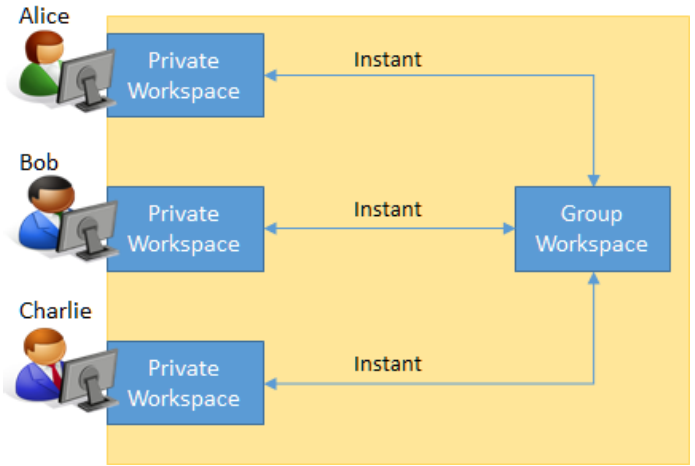 Alice
Private
Workspace
Instant
Bob
Private
Workspace
Instant
Group
Workspace
Charlie
Private
Workspace
Instant